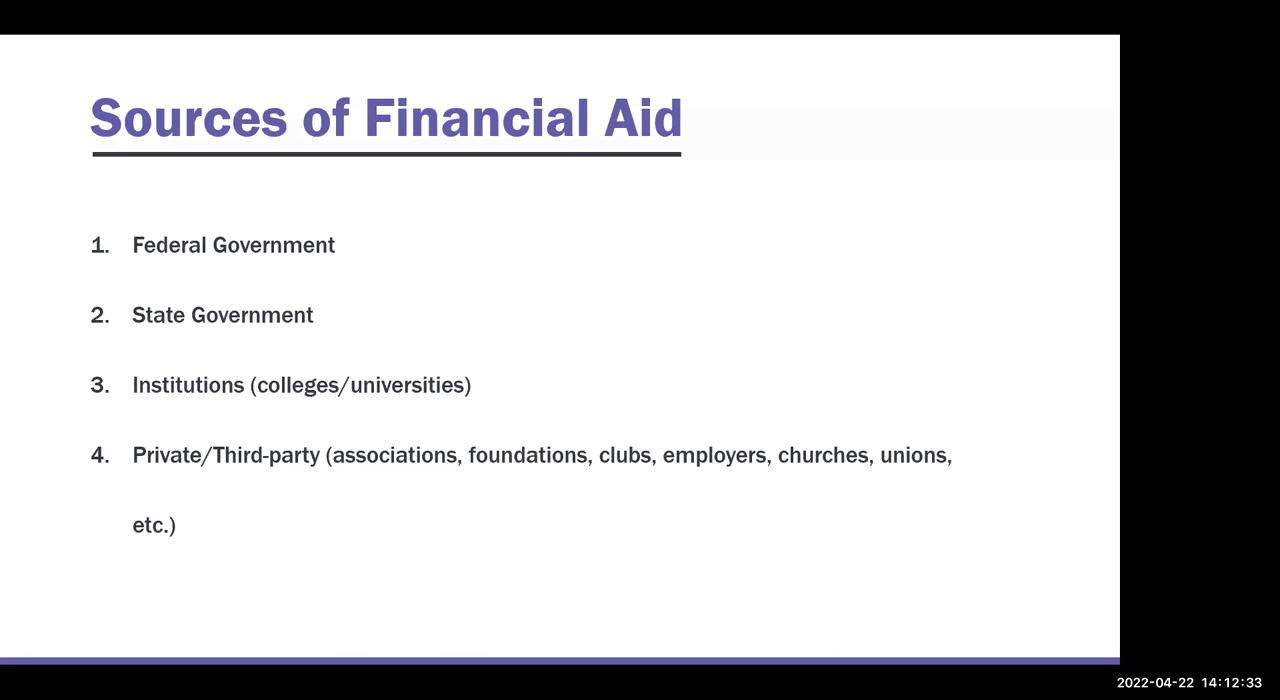 Sources of Financial Aid
1. Federal Government
2. State Government
3. Institutions (colleges/universities)
4. Private/Third-party (associations, foundations, clubs, employers, churches, unions,
etc.)
2022-04-22 14:12:33